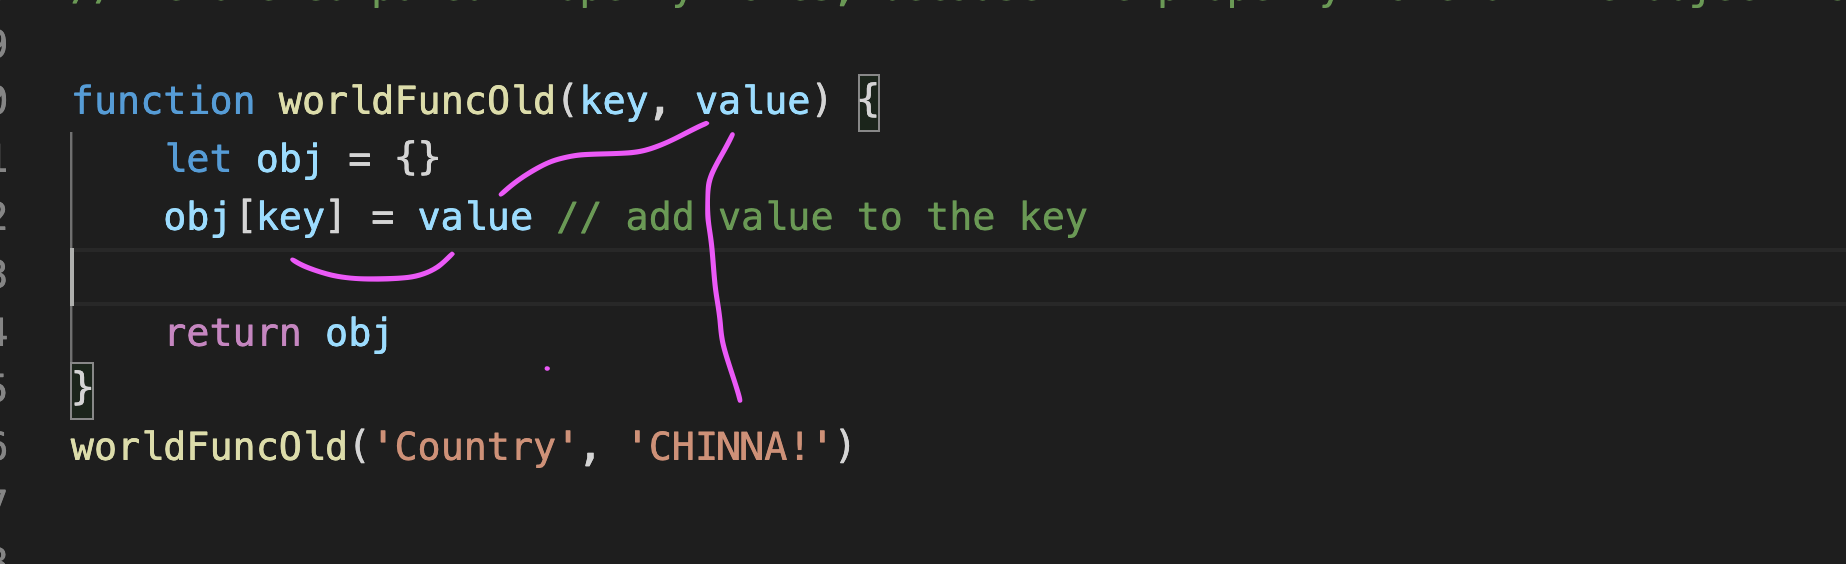 function worldFuncOld(key, value) {
let obj = {}
obj[key] = value // add value to the key
return obj
}
worldFuncOld('Country', 'CHINNA!')